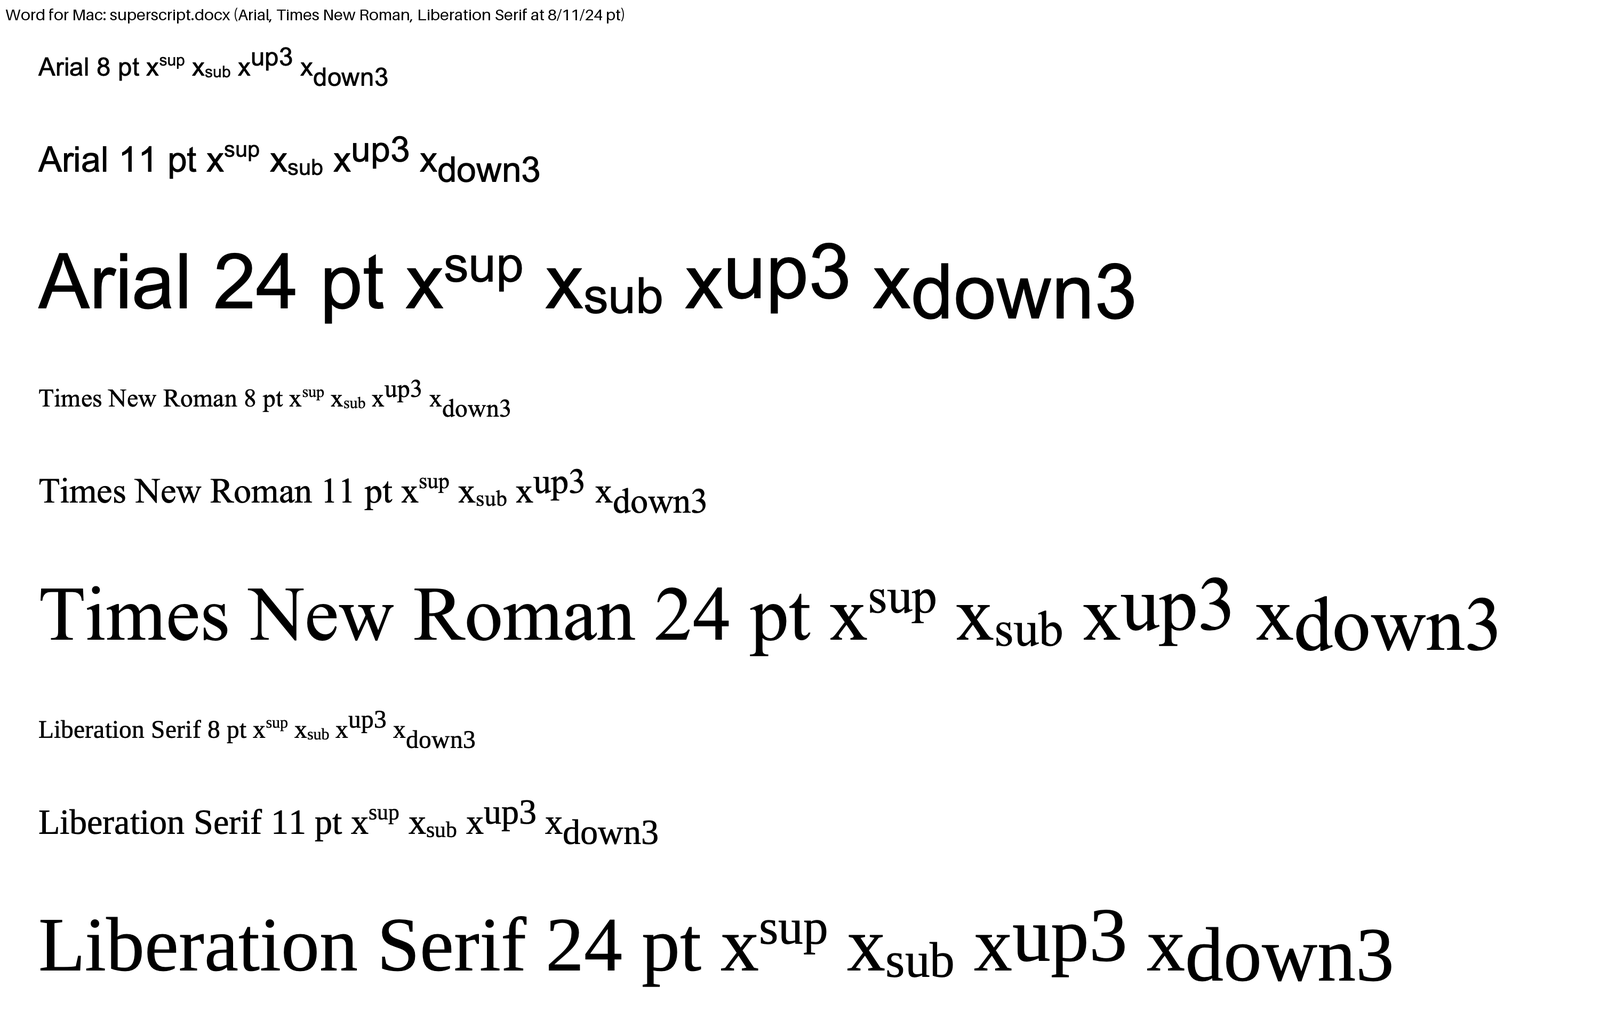 Word for Mac: superscript.docx (Arial, Times New Roman, Liberation Serif at 8/11/24 pt)
Arial 8 pt xsup xsub xup3 xdown3
Arial 11 pt xsup xsub xup3 xdown3
Arial 24 pt xsup xsub xup3 xdown3
Times New Roman 8 pt xsup xsub xup3 xdown3
Times New Roman 11 pt xsup xsub xup3 xdown3
Times New Roman 24 pt xsup xsub xup3 xdown3
Liberation Serif 8 pt xsup xsub xup3 xdown3
Liberation Serif 11 pt xsup xsub xup3 xdown3
Liberation Serif 24 pt xsup xsub xup3 xdown3